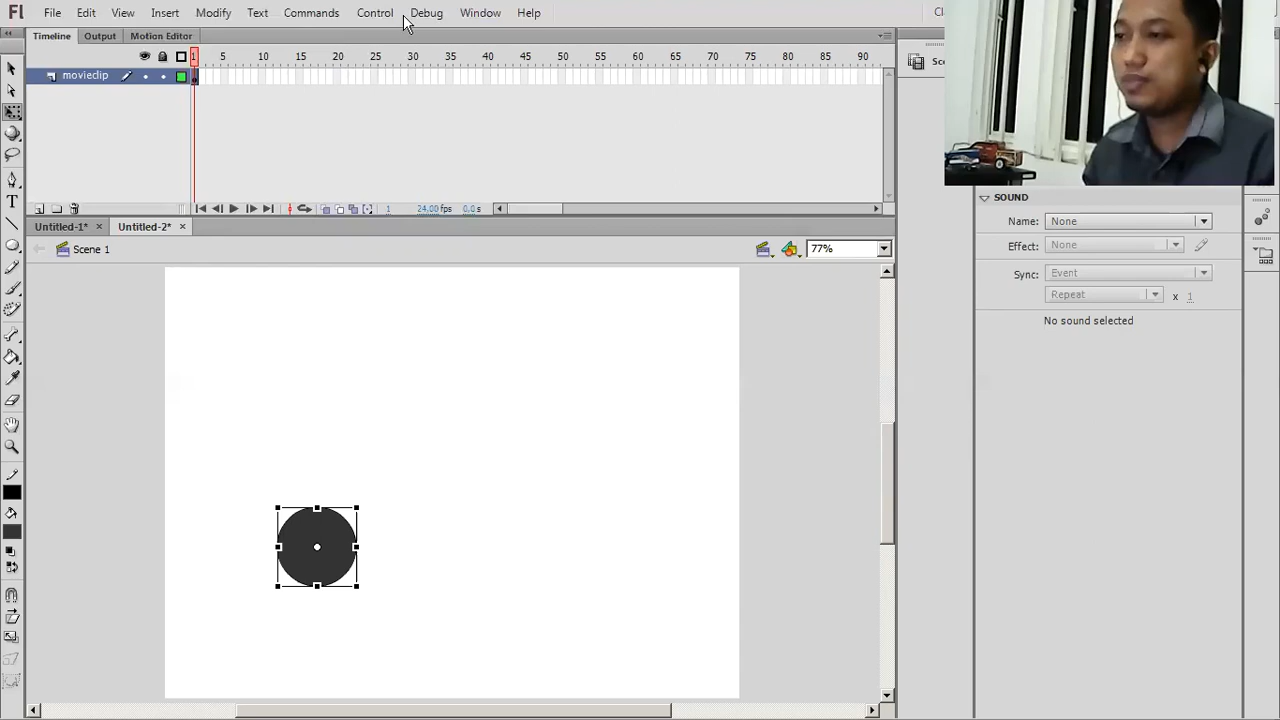 Fl File Edit View Insert Modify Text Commands Control Debug Window Help
Timeline Output Motion Editor
1 5 10 15 20 25 30 35 40 45 50 55 60 65 70 75 80 85 90
movieclip
1 24.00 fps 0.0 s
Untitled-1* × Untitled-2* ×
Scene 1 77%
SOUND
Name: None
Effect: None
Sync: Event
Repeat x 1
No sound selected